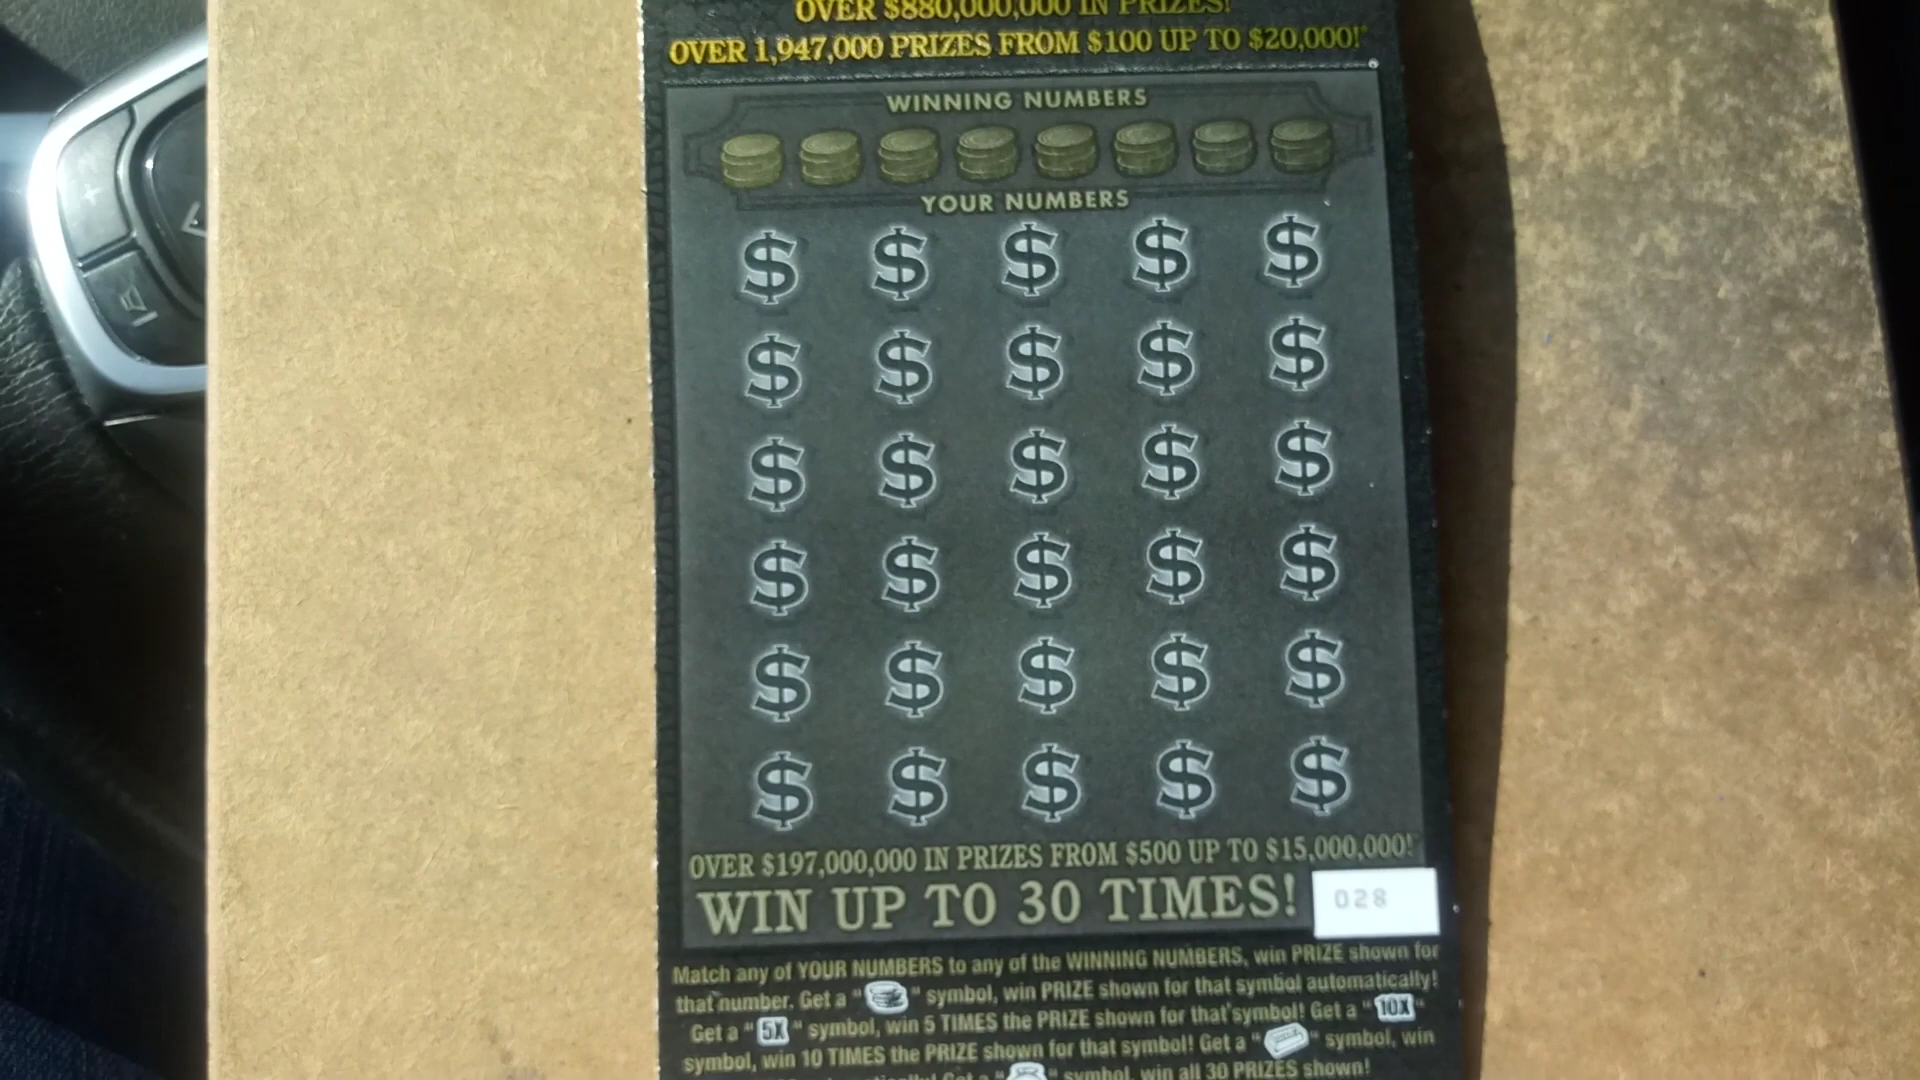 OVER $880,000,000 IN PRIZES!
OVER 1,947,000 PRIZES FROM $100 UP TO $20,000!*
WINNING NUMBERS
YOUR NUMBERS
$ $ $ $ $
$ $ $ $ $
$ $ $ $ $
$ $ $ $ $
$ $ $ $ $
$ $ $ $ $
OVER $197,000,000 IN PRIZES FROM $500 UP TO $15,000,000!*
WIN UP TO 30 TIMES! 028
Match any of YOUR NUMBERS to any of the WINNING NUMBERS, win PRIZE shown for
that number. Get a " " symbol, win PRIZE shown for that symbol automatically!
Get a "5X" symbol, win 5 TIMES the PRIZE shown for that symbol! Get a "10X"
symbol, win 10 TIMES the PRIZE shown for that symbol! Get a " " symbol, win
Get a " " symbol, win all 30 PRIZES shown!